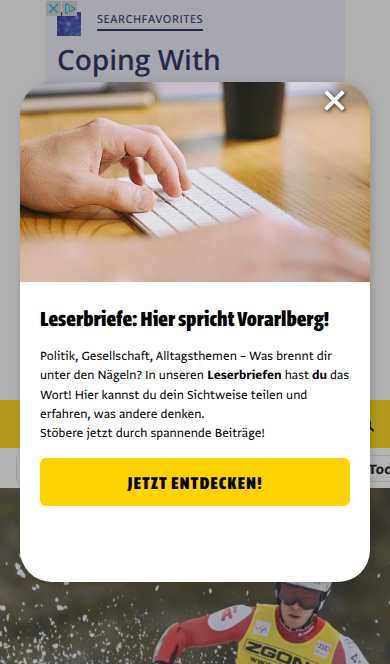 SEARCHFAVORITES
Coping With
Leserbriefe: Hier spricht Vorarlberg!
Politik, Gesellschaft, Alltagsthemen – Was brennt dir
unter den Nägeln? In unseren Leserbriefen hast du das
Wort! Hier kannst du dein Sichtweise teilen und
erfahren, was andere denken.
Stöbere jetzt durch spannende Beiträge!
JETZT ENTDECKEN!
Tod
ZGON